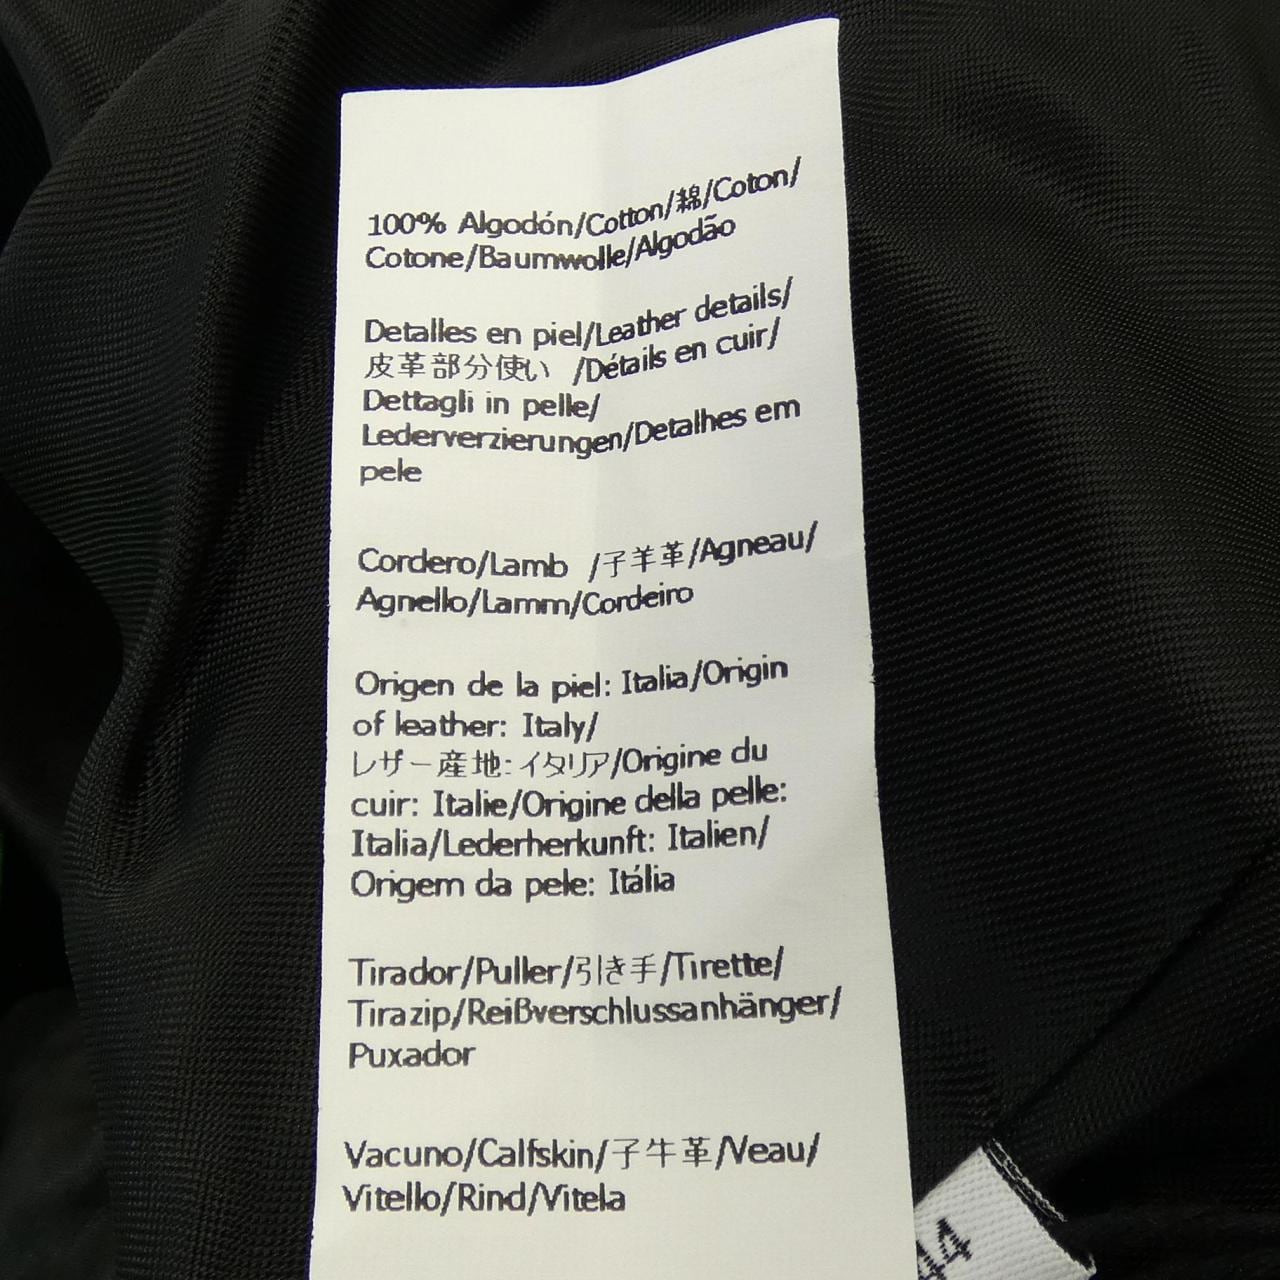 100% Algodón/Cotton/綿/Coton/
Cotone/Baumwolle/Algodão
Detalles en piel/Leather details/
皮革部分使い /Détails en cuir/
Dettagli in pelle/
Lederverzierungen/Detalhes em
pele
Cordero/Lamb /子羊革/Agneau/
Agnello/Lamm/Cordeiro
Origen de la piel: Italia/Origin
of leather: Italy/
レザー産地:イタリア/Origine du
cuir: Italie/Origine della pelle:
Italia/Lederherkunft: Italien/
Origem da pele: Itália
Tirador/Puller/引き手/Tirette/
Tirazip/Reißverschlussanhänger/
Puxador
Vacuno/Calfskin/子牛革/Veau/
Vitello/Rind/Vitela
44